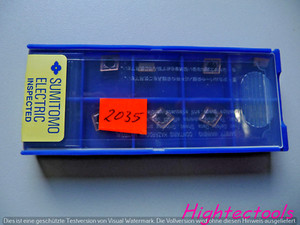 SUMITOMO
ELECTRIC
INSPECTED
2035
Hightectools
Dies ist eine geschützte Testversion von Visual Watermark. Die Vollversion wird ohne diesen Hinweis ausgeliefert.